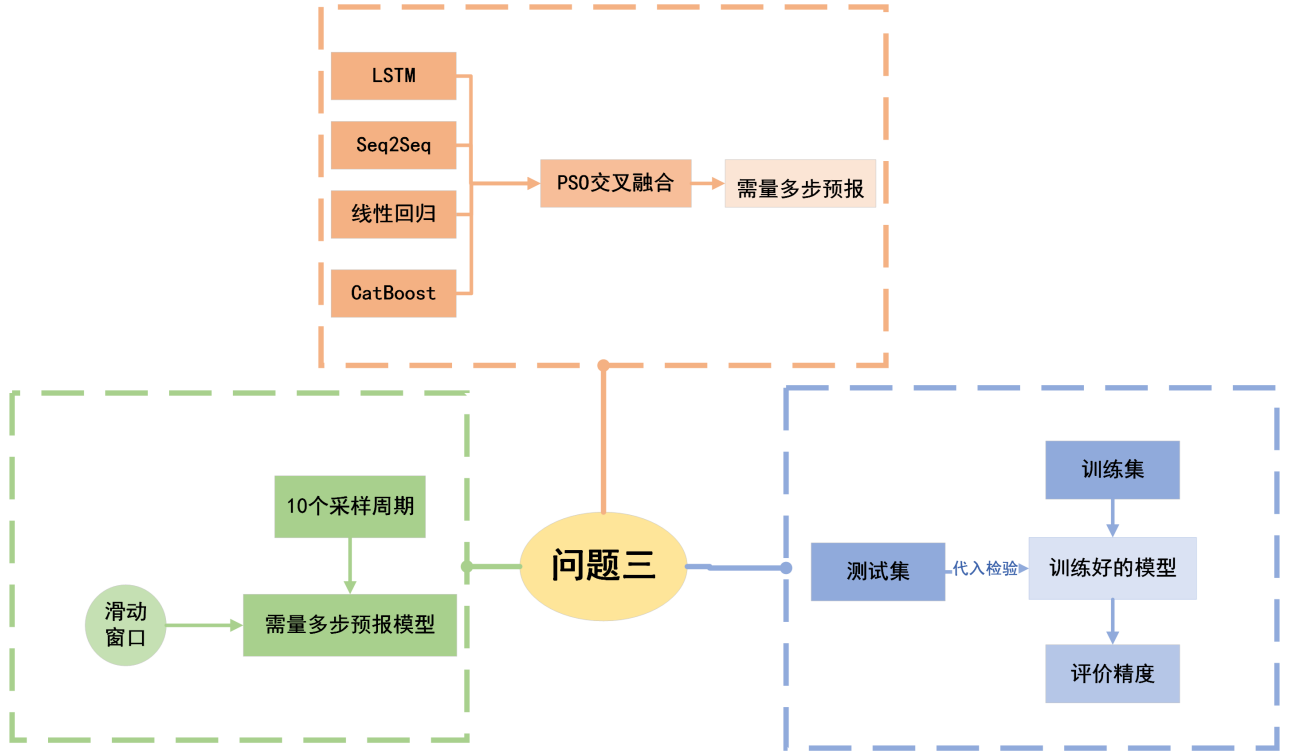 LSTM
Seq2Seq
线性回归
CatBoost
PSO交叉融合
需量多步预报
10个采样周期
滑动
窗口
需量多步预报模型
问题三
训练集
测试集
代入检验
训练好的模型
评价精度